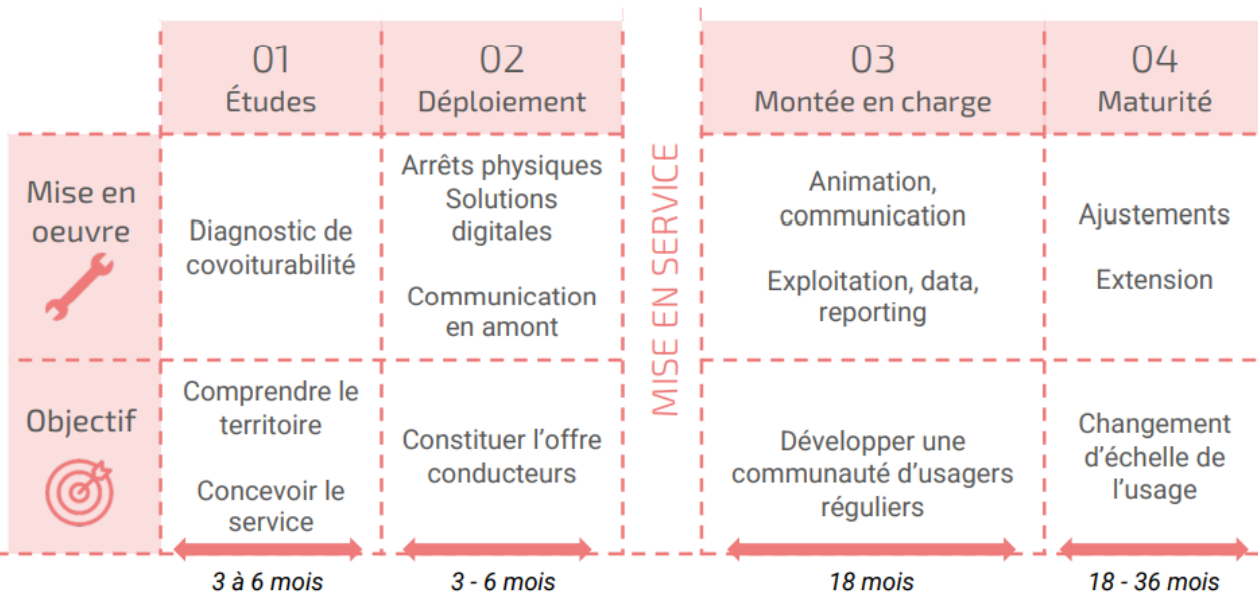 01
Études
02
Déploiement
03
Montée en charge
04
Maturité
Mise en
oeuvre
Diagnostic de
covoiturabilité
Arrêts physiques
Solutions
digitales
Communication
en amont
MISE EN SERVICE
Animation,
communication
Exploitation, data,
reporting
Ajustements
Extension
Objectif
Comprendre le
territoire
Concevoir le
service
Constituer l'offre
conducteurs
Développer une
communauté d'usagers
réguliers
Changement
d'échelle de
l'usage
3 à 6 mois
3 - 6 mois
18 mois
18 - 36 mois